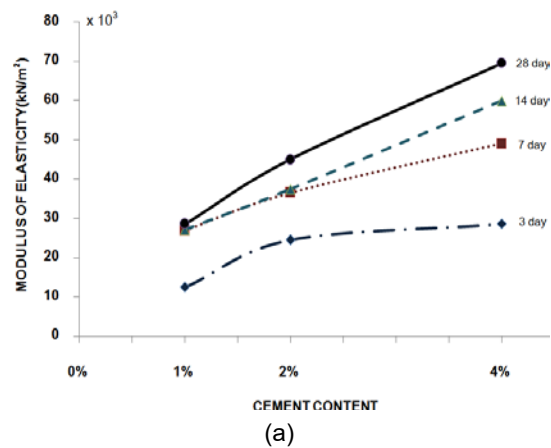 x 10³
80
70
60
50
40
30
20
10
0
MODULUS OF ELASTICITY(kN/m²)
28 day
14 day
7 day
3 day
0%
1%
2%
4%
CEMENT CONTENT
(a)